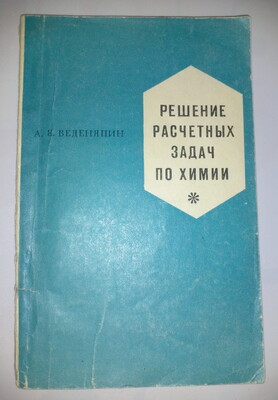 А. В. ВЕДЕНЯПИН
РЕШЕНИЕ
РАСЧЕТНЫХ
ЗАДАЧ
ПО ХИМИИ